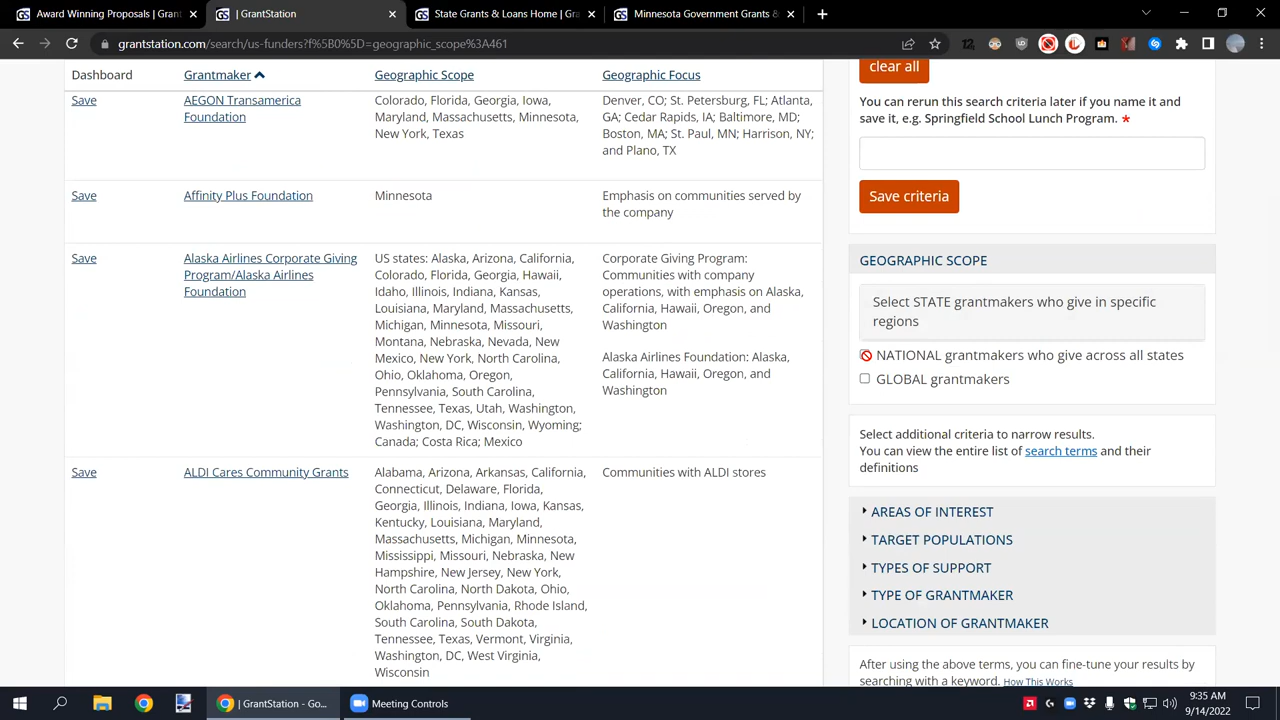 Award Winning Proposals | Grant
| GrantStation
State Grants & Loans Home | Gra
Minnesota Government Grants &
grantstation.com/search/us-funders?f%5B0%5D=geographic_scope%3A461
Dashboard
Grantmaker
Geographic Scope
Geographic Focus
Save
AEGON Transamerica
Foundation
Colorado, Florida, Georgia, Iowa,
Maryland, Massachusetts, Minnesota,
New York, Texas
Denver, CO; St. Petersburg, FL; Atlanta,
GA; Cedar Rapids, IA; Baltimore, MD;
Boston, MA; St. Paul, MN; Harrison, NY;
and Plano, TX
Save
Affinity Plus Foundation
Minnesota
Emphasis on communities served by
the company
Save
Alaska Airlines Corporate Giving
Program/Alaska Airlines
Foundation
US states: Alaska, Arizona, California,
Colorado, Florida, Georgia, Hawaii,
Idaho, Illinois, Indiana, Kansas,
Louisiana, Maryland, Massachusetts,
Michigan, Minnesota, Missouri,
Montana, Nebraska, Nevada, New
Mexico, New York, North Carolina,
Ohio, Oklahoma, Oregon,
Pennsylvania, South Carolina,
Tennessee, Texas, Utah, Washington,
Washington, DC, Wisconsin, Wyoming;
Canada; Costa Rica; Mexico
Corporate Giving Program:
Communities with company
operations, with emphasis on Alaska,
California, Hawaii, Oregon, and
Washington
Alaska Airlines Foundation: Alaska,
California, Hawaii, Oregon, and
Washington
Save
ALDI Cares Community Grants
Alabama, Arizona, Arkansas, California,
Connecticut, Delaware, Florida,
Georgia, Illinois, Indiana, Iowa, Kansas,
Kentucky, Louisiana, Maryland,
Massachusetts, Michigan, Minnesota,
Mississippi, Missouri, Nebraska, New
Hampshire, New Jersey, New York,
North Carolina, North Dakota, Ohio,
Oklahoma, Pennsylvania, Rhode Island,
South Carolina, South Dakota,
Tennessee, Texas, Vermont, Virginia,
Washington, DC, West Virginia,
Wisconsin
Communities with ALDI stores
clear all
You can rerun this search criteria later if you name it and
save it, e.g. Springfield School Lunch Program. *
Save criteria
GEOGRAPHIC SCOPE
Select STATE grantmakers who give in specific
regions
NATIONAL grantmakers who give across all states
GLOBAL grantmakers
Select additional criteria to narrow results.
You can view the entire list of search terms and their
definitions
AREAS OF INTEREST
TARGET POPULATIONS
TYPES OF SUPPORT
TYPE OF GRANTMAKER
LOCATION OF GRANTMAKER
After using the above terms, you can fine-tune your results by
searching with a keyword. How This Works
| GrantStation - Go...
Meeting Controls
9:35 AM
9/14/2022